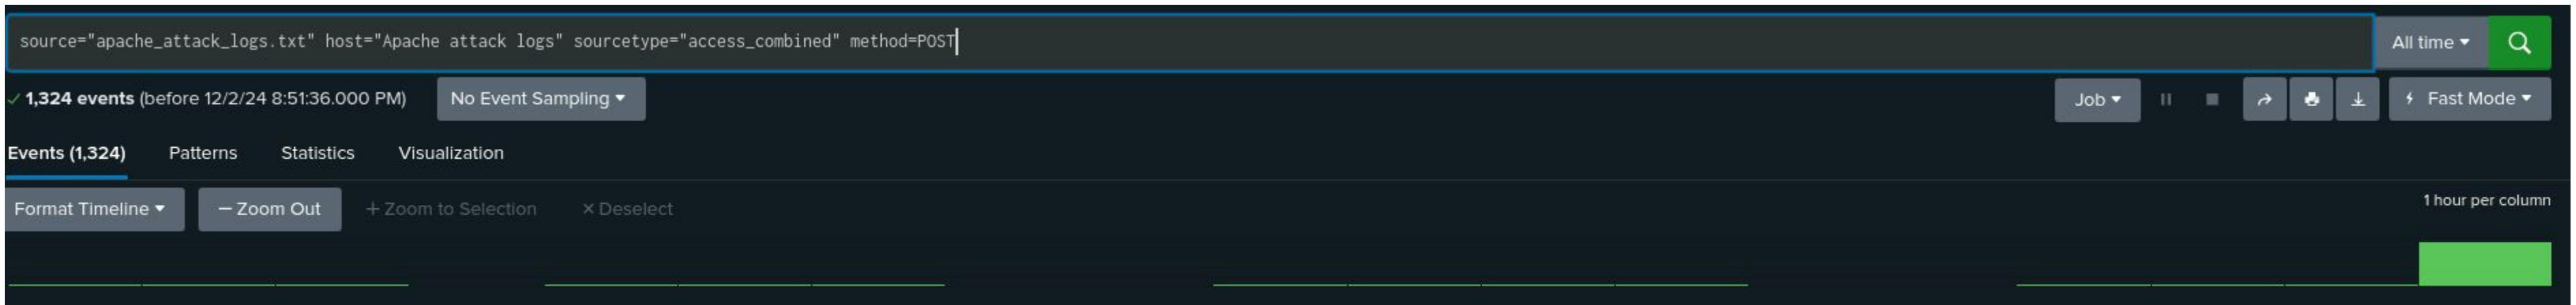 source="apache_attack_logs.txt" host="Apache attack logs" sourcetype="access_combined" method=POST
All time
1,324 events (before 12/2/24 8:51:36.000 PM)
No Event Sampling
Job
Fast Mode
Events (1,324)
Patterns
Statistics
Visualization
Format Timeline
— Zoom Out
+ Zoom to Selection
× Deselect
1 hour per column